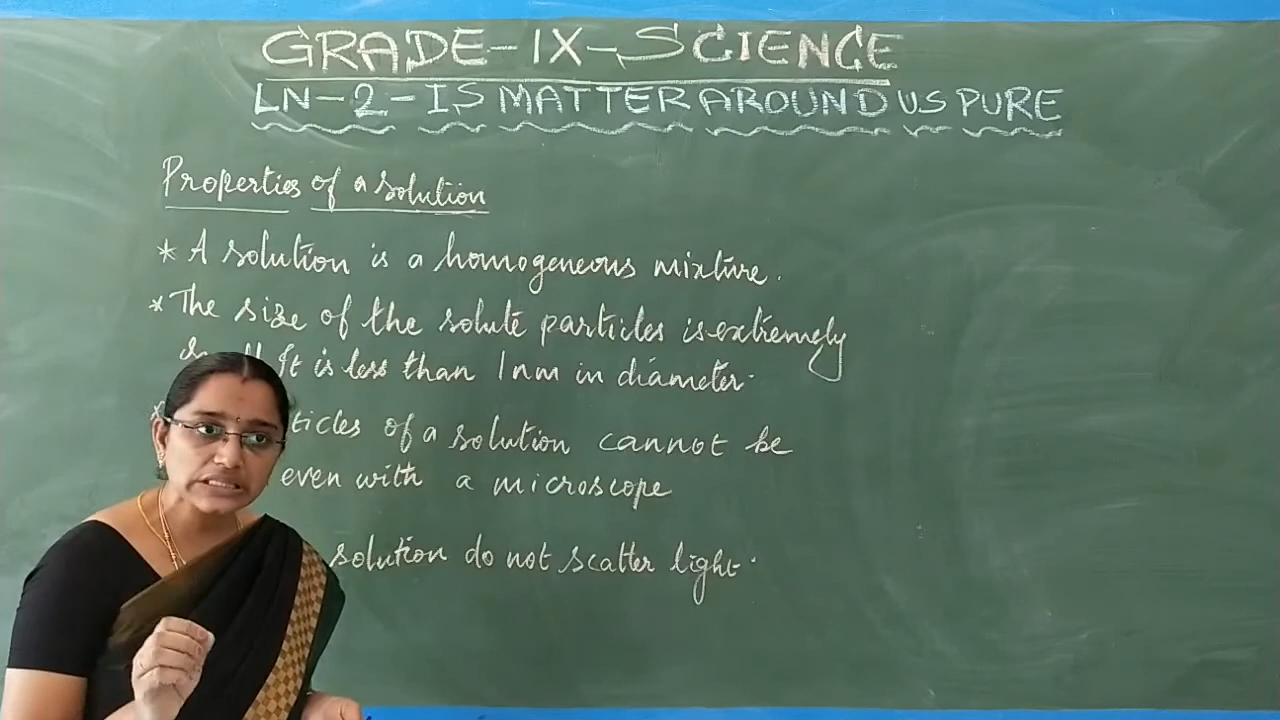 GRADE-IX-SCIENCE
LN-2-IS MATTER AROUND US PURE
Properties of a solution
* A solution is a homogeneous mixture.
* The size of the solute particles is extremely
It is less than 1nm in diameter.
* ticles of a solution cannot be
even with a microscope
solution do not scatter light.